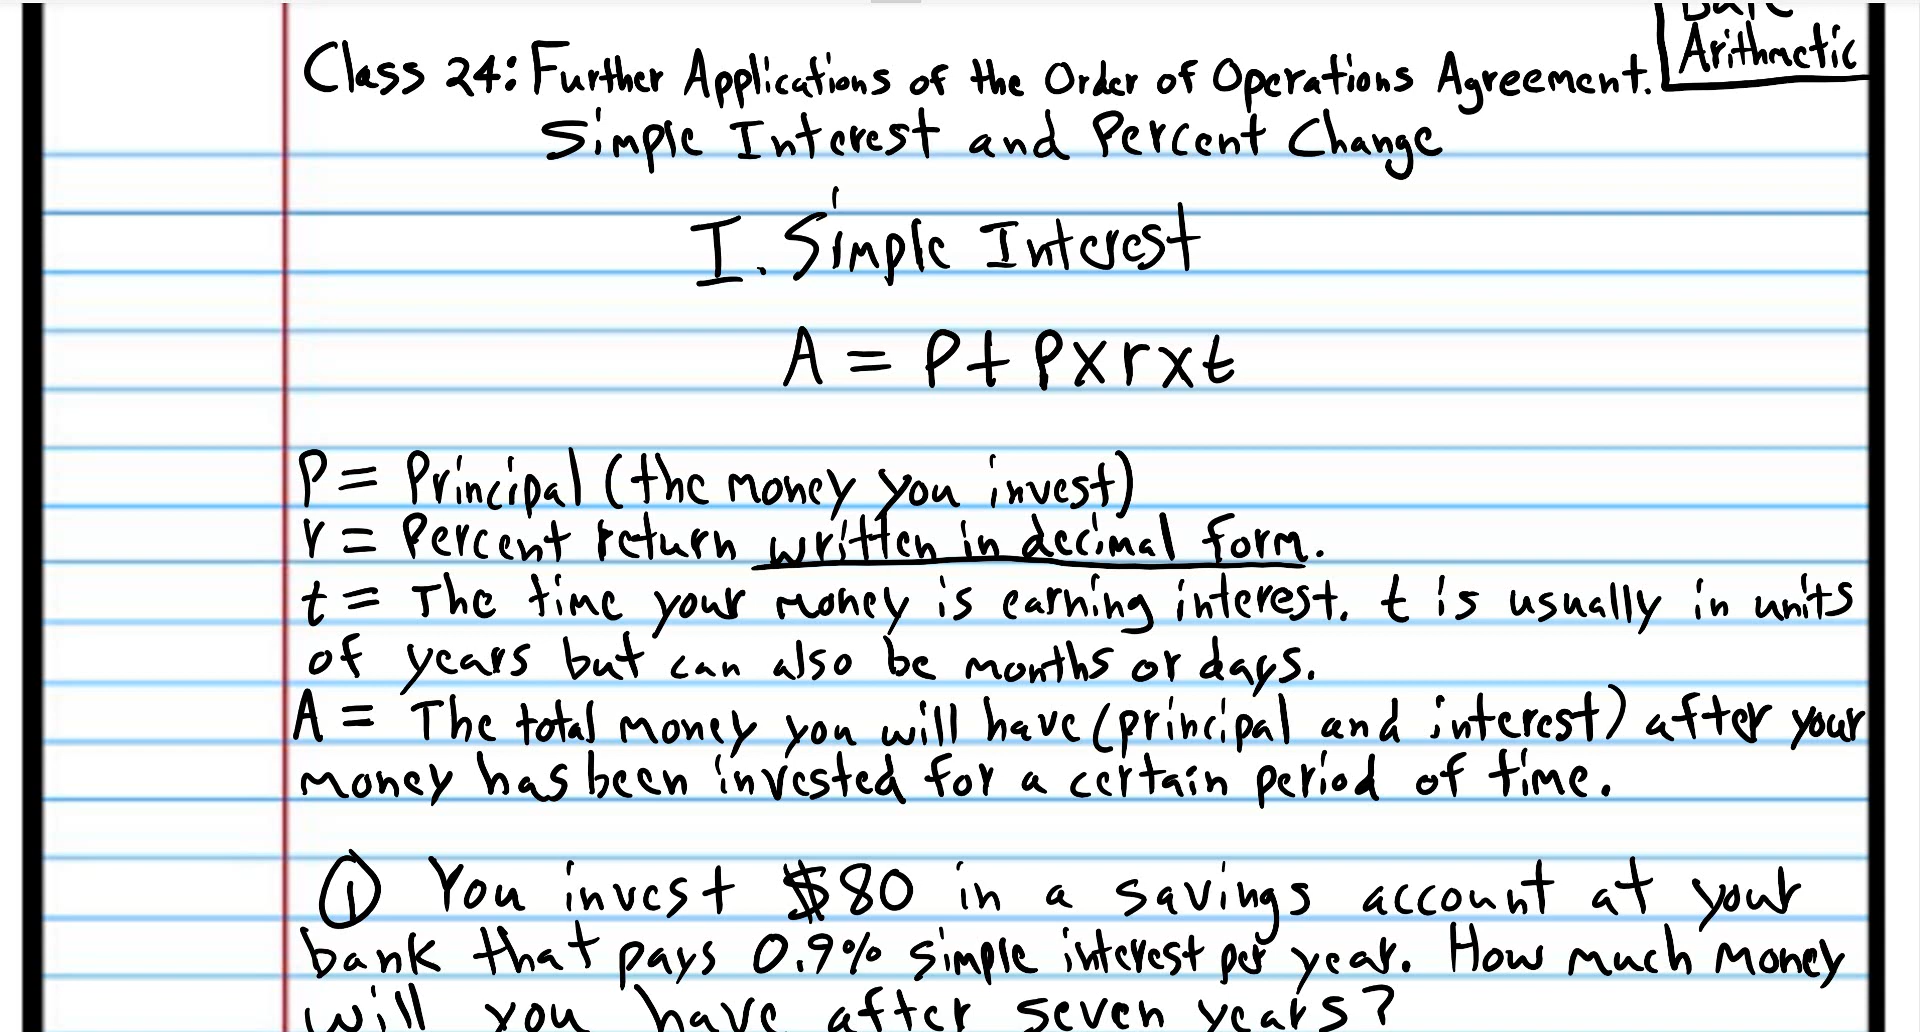 Class 24: Further Applications of the Order of Operations Agreement.
Arithmetic
Simple Interest and Percent Change
I. Simple Interest
A = P + P x r x t
P = Principal (the money you invest)
r = Percent return written in decimal form.
t = The time your money is earning interest. t is usually in units
of years but can also be months or days.
A = The total money you will have (principal and interest) after your
money has been invested for a certain period of time.
① You invest $80 in a savings account at your
bank that pays 0.9% simple interest per year. How much money
will you have after seven years?